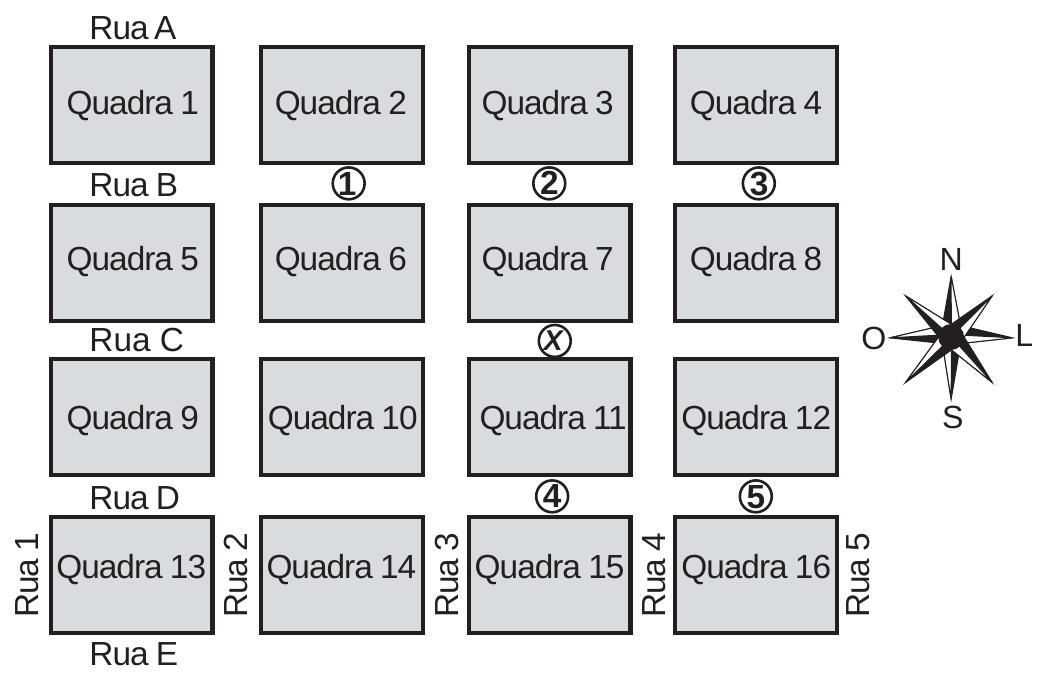 Rua A
Quadra 1 Quadra 2 Quadra 3 Quadra 4
Rua B 1 2 3
Quadra 5 Quadra 6 Quadra 7 Quadra 8
N
Rua C X O L
Quadra 9 Quadra 10 Quadra 11 Quadra 12 S
Rua D 4 5
Rua 1 Quadra 13 Rua 2 Quadra 14 Rua 3 Quadra 15 Rua 4 Quadra 16 Rua 5
Rua E